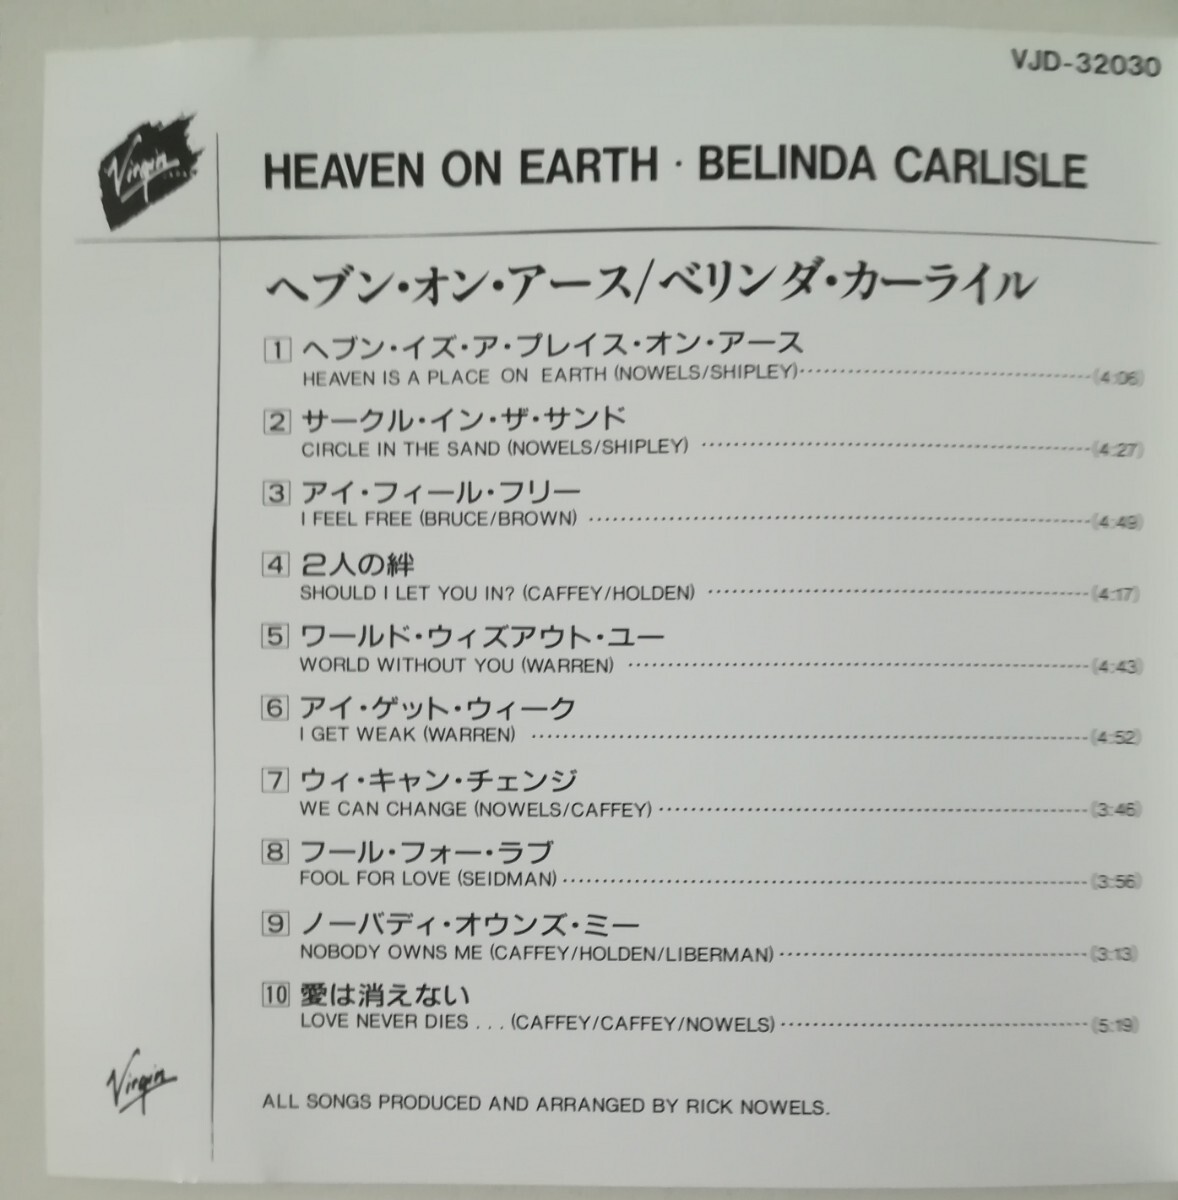 VJD-32030
Virgin
HEAVEN ON EARTH · BELINDA CARLISLE
ヘブン・オン・アース/ベリンダ・カーライル
1 ヘブン・イズ・ア・プレイス・オン・アース
HEAVEN IS A PLACE ON EARTH (NOWELS/SHIPLEY)⋯⋯⋯⋯(4:06)
2 サークル・イン・ザ・サンド
CIRCLE IN THE SAND (NOWELS/SHIPLEY) ⋯⋯⋯⋯(4:27)
3 アイ・フィール・フリー
I FEEL FREE (BRUCE/BROWN) ⋯⋯⋯⋯(4:49)
4 2人の絆
SHOULD I LET YOU IN? (CAFFEY/HOLDEN) ⋯⋯⋯⋯(4:17)
5 ワールド・ウィズアウト・ユー
WORLD WITHOUT YOU (WARREN) ⋯⋯⋯⋯(4:43)
6 アイ・ゲット・ウィーク
I GET WEAK (WARREN) ⋯⋯⋯⋯(4:52)
7 ウィ・キャン・チェンジ
WE CAN CHANGE (NOWELS/CAFFEY) ⋯⋯⋯⋯(3:46)
8 フール・フォー・ラブ
FOOL FOR LOVE (SEIDMAN)⋯⋯⋯⋯(3:56)
9 ノーバディ・オウンズ・ミー
NOBODY OWNS ME (CAFFEY/HOLDEN/LIBERMAN)⋯⋯⋯⋯(3:13)
10 愛は消えない
LOVE NEVER DIES . . . (CAFFEY/CAFFEY/NOWELS)⋯⋯⋯⋯(5:19)
Virgin
ALL SONGS PRODUCED AND ARRANGED BY RICK NOWELS.